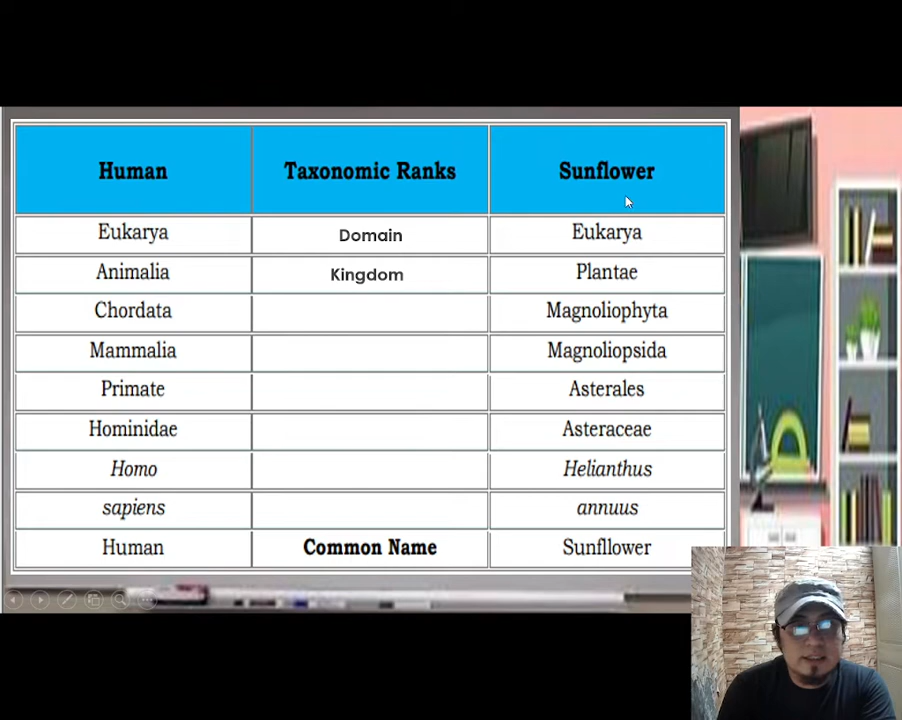 Human Taxonomic Ranks Sunflower
Eukarya Domain Eukarya
Animalia Kingdom Plantae
Chordata Magnoliophyta
Mammalia Magnoliopsida
Primate Asterales
Hominidae Asteraceae
Homo Helianthus
sapiens annuus
Human Common Name Sunfllower